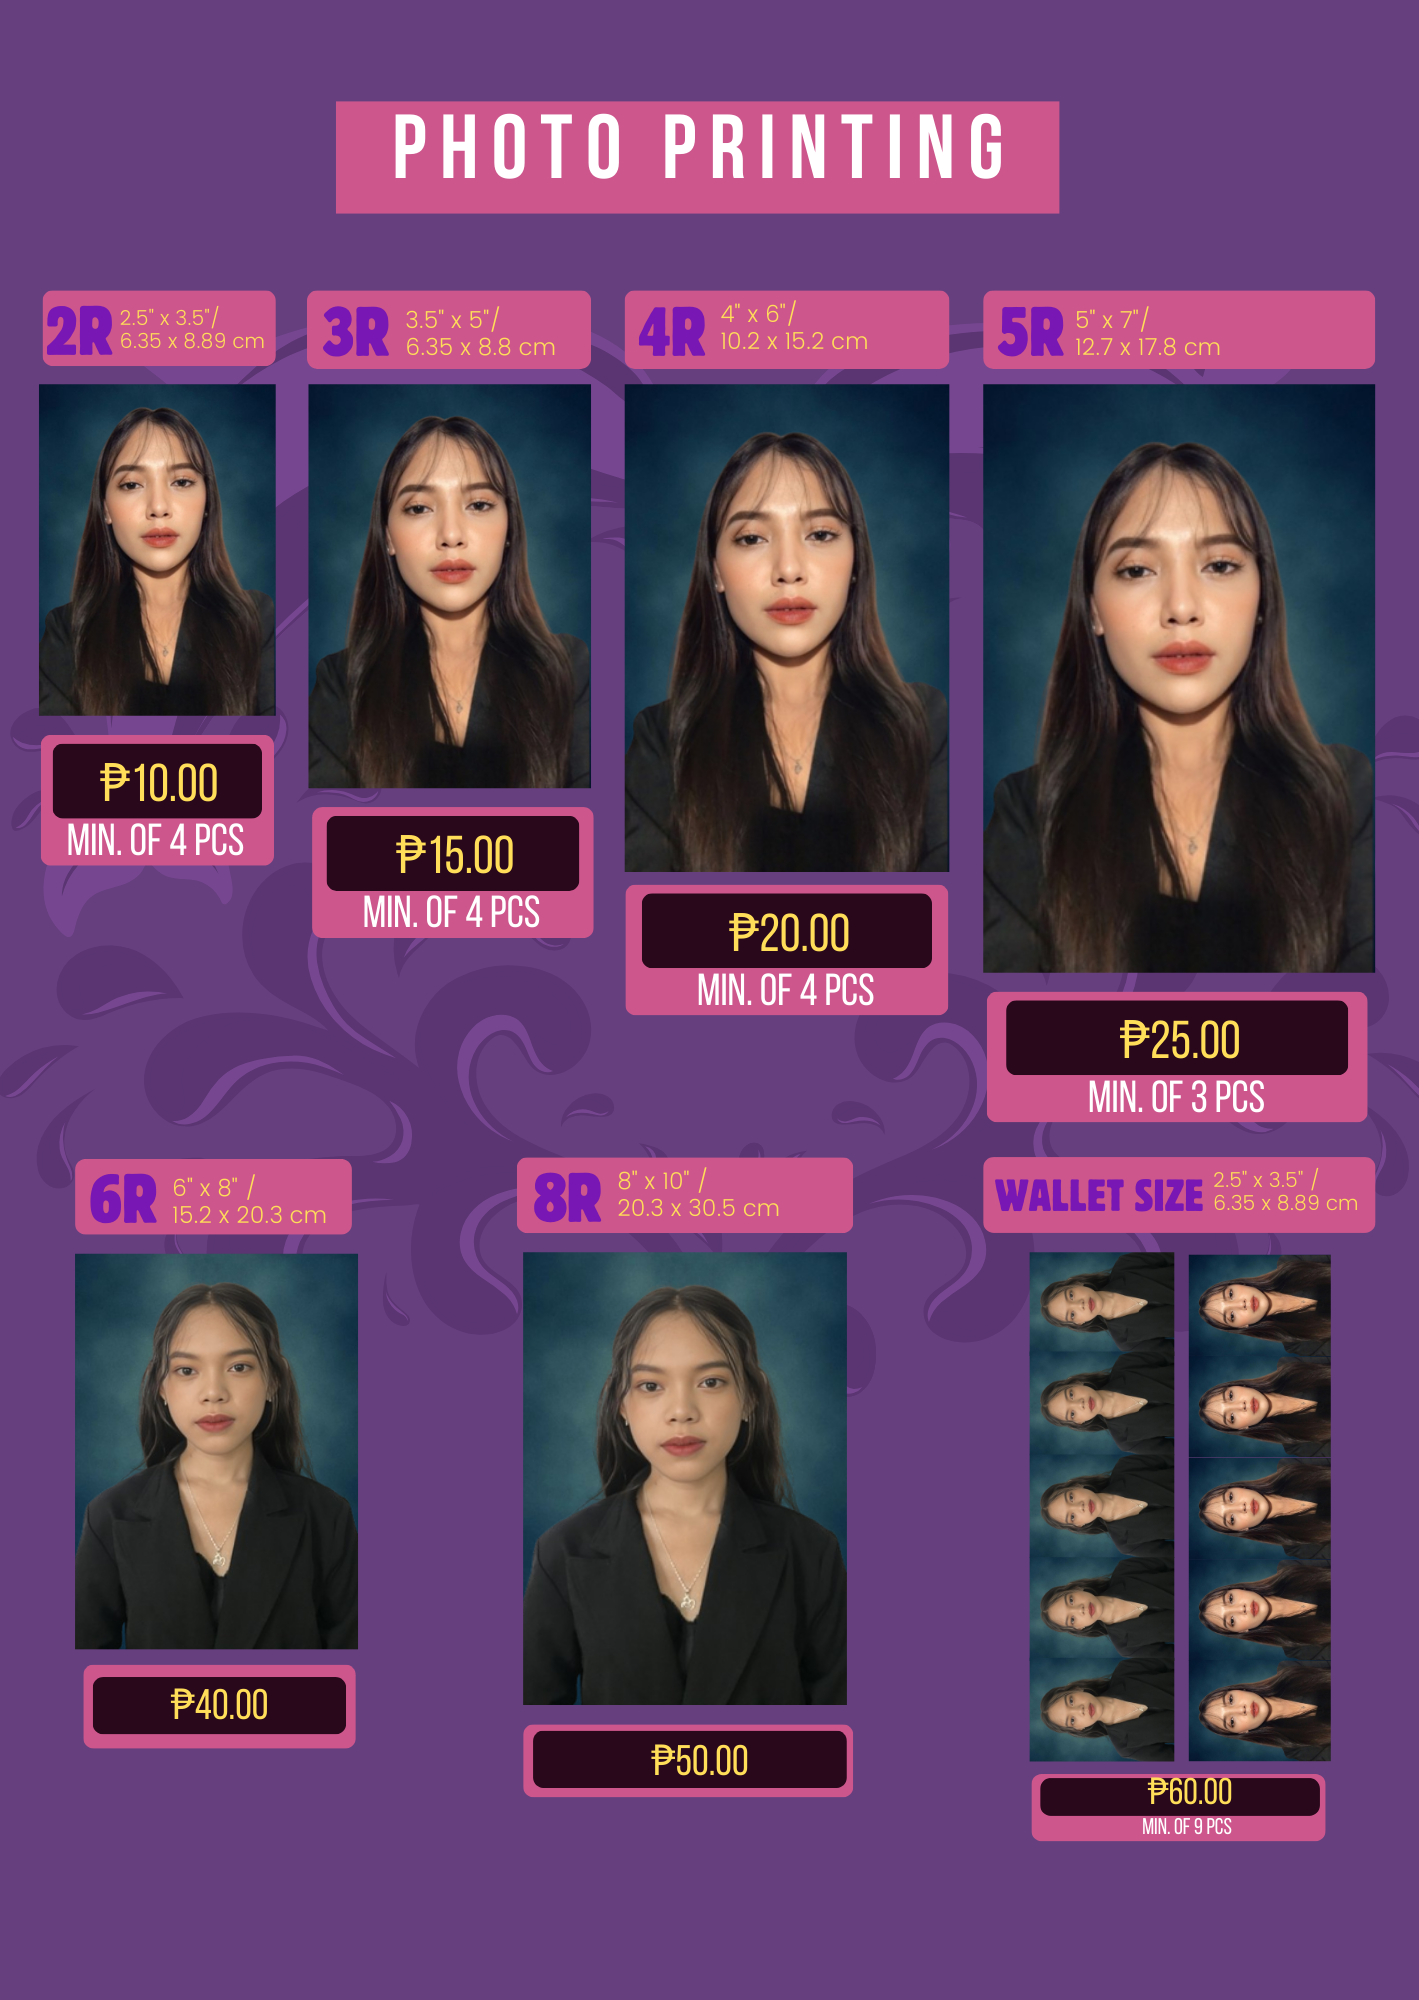 PHOTO PRINTING
2R
2.5" x 3.5"/
6.35 x 8.89 cm
3R
3.5" x 5"/
6.35 x 8.8 cm
4R
4" x 6"/
10.2 x 15.2 cm
5R
5" x 7"/
12.7 x 17.8 cm
₱10.00
MIN. OF 4 PCS
₱15.00
MIN. OF 4 PCS
₱20.00
MIN. OF 4 PCS
₱25.00
MIN. OF 3 PCS
6R
6" x 8" /
15.2 x 20.3 cm
8R
8" x 10" /
20.3 x 30.5 cm
WALLET SIZE
2.5" x 3.5" /
6.35 x 8.89 cm
₱40.00
₱50.00
₱60.00
MIN. OF 9 PCS